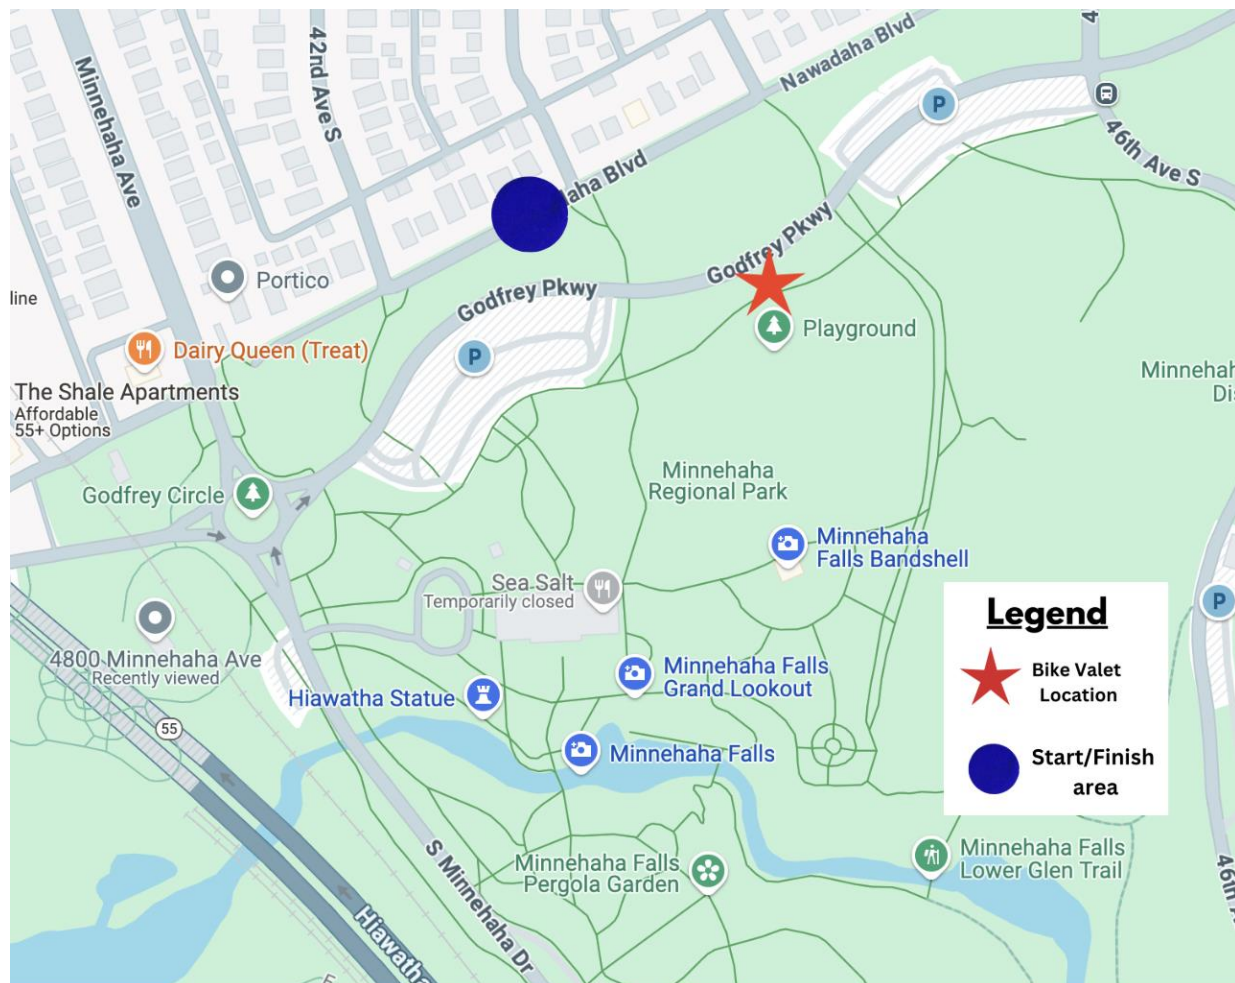 Minnehaha Ave
42nd Ave S
Nawadaha Blvd
P
46th Ave S
aha Blvd
Godfrey Pkwy
Portico
Godfrey Pkwy
line
Dairy Queen (Treat)
P
Playground
The Shale Apartments
Affordable
55+ Options
Minnehah
Dis
Minnehaha
Regional Park
Godfrey Circle
Minnehaha
Falls Bandshell
Sea Salt
Temporarily closed
Legend
P
4800 Minnehaha Ave
Recently viewed
Minnehaha Falls
Grand Lookout
Bike Valet
Location
Hiawatha Statue
55
Minnehaha Falls
Start/Finish
area
S Minnehaha Dr
Minnehaha Falls
Pergola Garden
Minnehaha Falls
Lower Glen Trail
46th A
Hiawatha